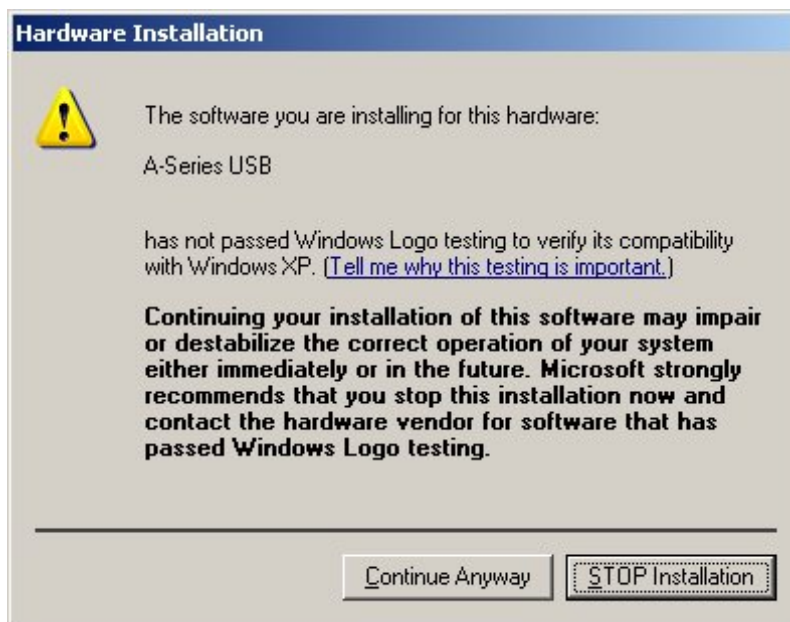 Hardware Installation
The software you are installing for this hardware:
A-Series USB
has not passed Windows Logo testing to verify its compatibility
with Windows XP. (Tell me why this testing is important.)
Continuing your installation of this software may impair
or destabilize the correct operation of your system
either immediately or in the future. Microsoft strongly
recommends that you stop this installation now and
contact the hardware vendor for software that has
passed Windows Logo testing.
Continue Anyway
STOP Installation